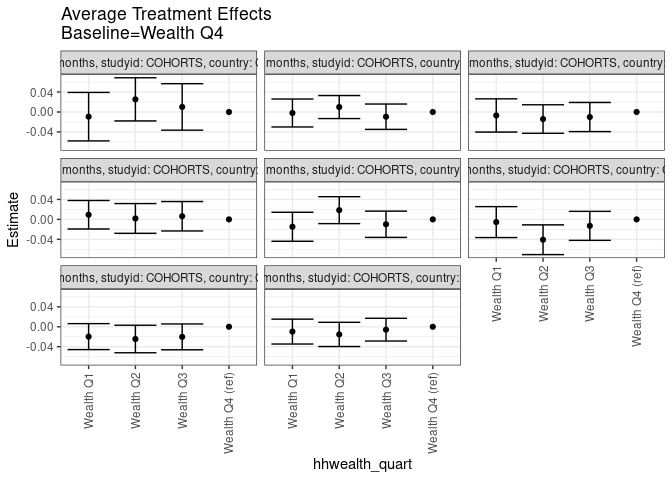 Average Treatment Effects
Baseline=Wealth Q4
months, studyid: COHORTS, country:
months, studyid: COHORTS, country
months, studyid: COHORTS, country:
0.04
0.00
-0.04
months, studyid: COHORTS, country:
months, studyid: COHORTS, country:
months, studyid: COHORTS, country:
0.04
0.00
-0.04
months, studyid: COHORTS, country:
months, studyid: COHORTS, country:
0.04
0.00
-0.04
Estimate
Wealth Q1
Wealth Q2
Wealth Q3
Wealth Q4 (ref)
Wealth Q1
Wealth Q2
Wealth Q3
Wealth Q4 (ref)
Wealth Q1
Wealth Q2
Wealth Q3
Wealth Q4 (ref)
hhwealth_quart